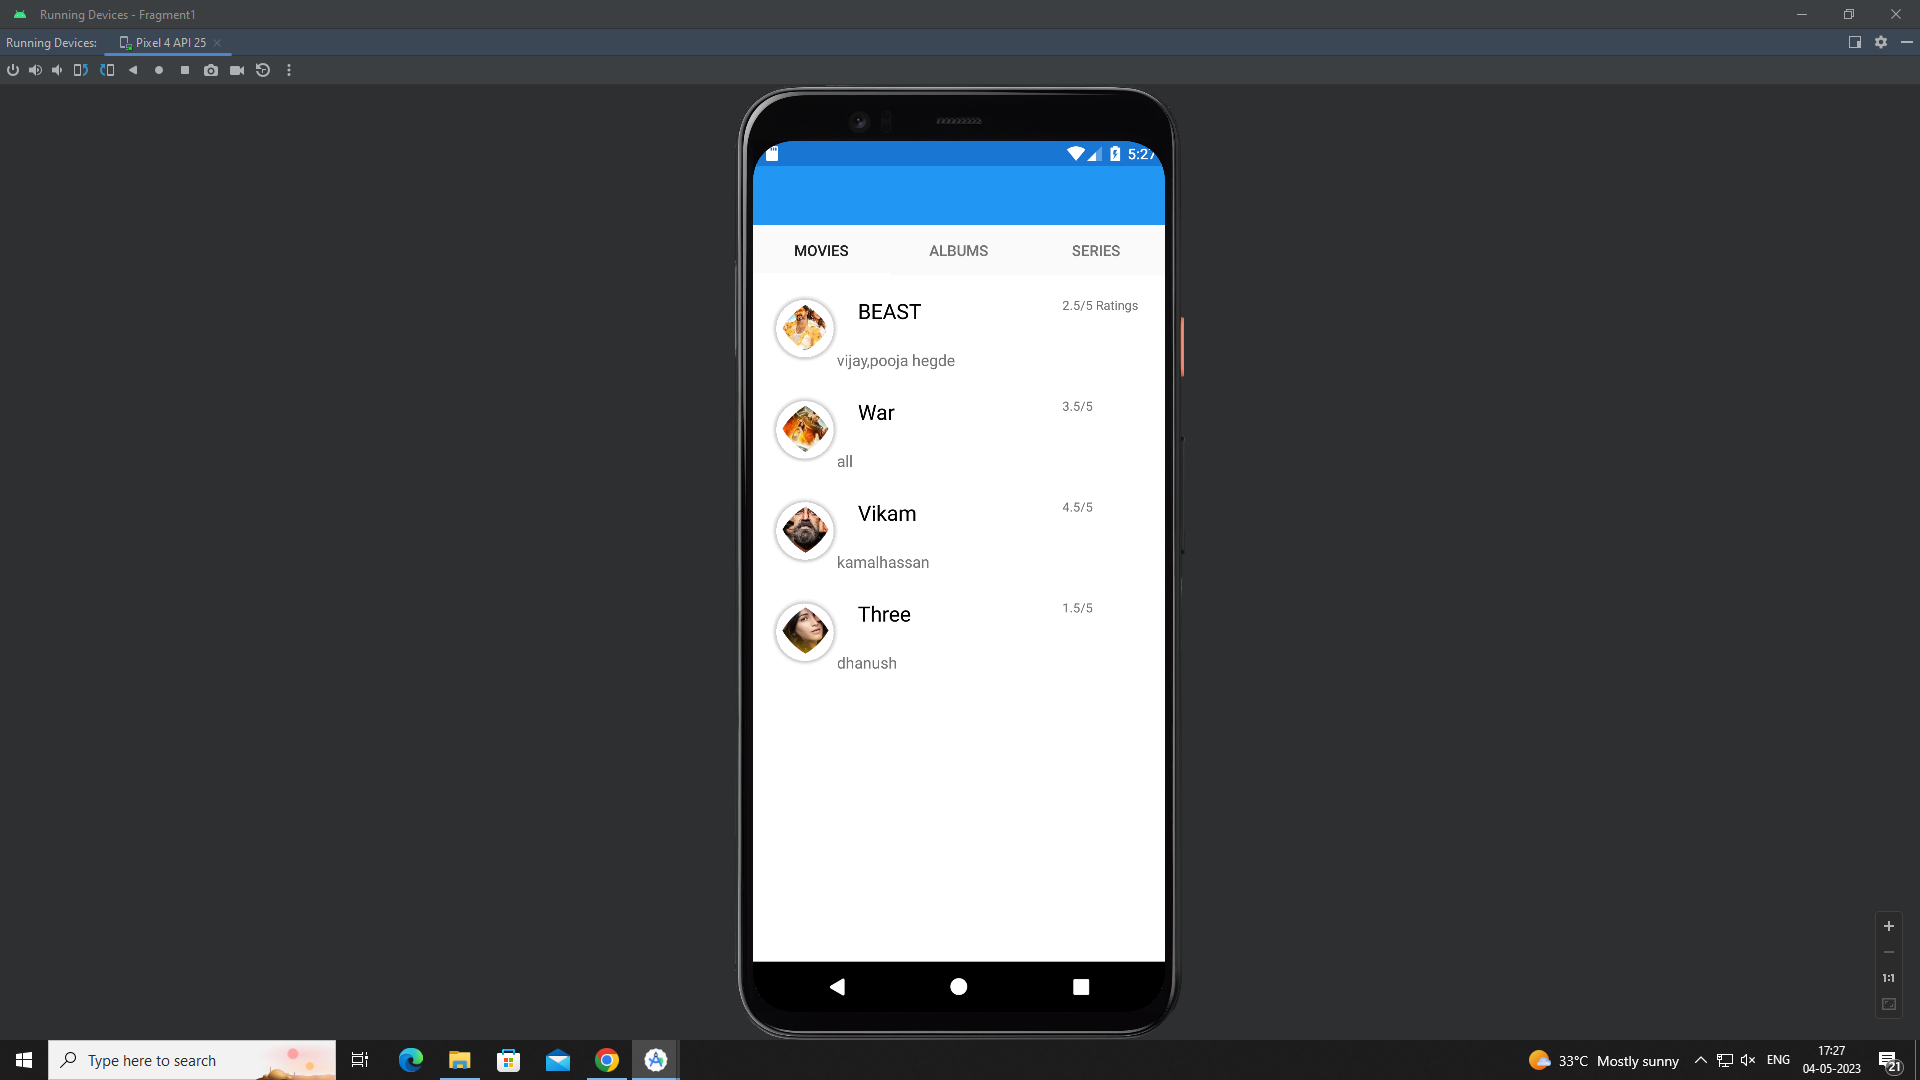 Running Devices - Fragment1
Running Devices: Pixel 4 API 25
5:27
MOVIES ALBUMS SERIES
BEAST 2.5/5 Ratings
vijay,pooja hegde
War 3.5/5
all
Vikam 4.5/5
kamalhassan
Three 1.5/5
dhanush
1:1
Type here to search
33°C Mostly sunny
ENG
17:27
04-05-2023
21